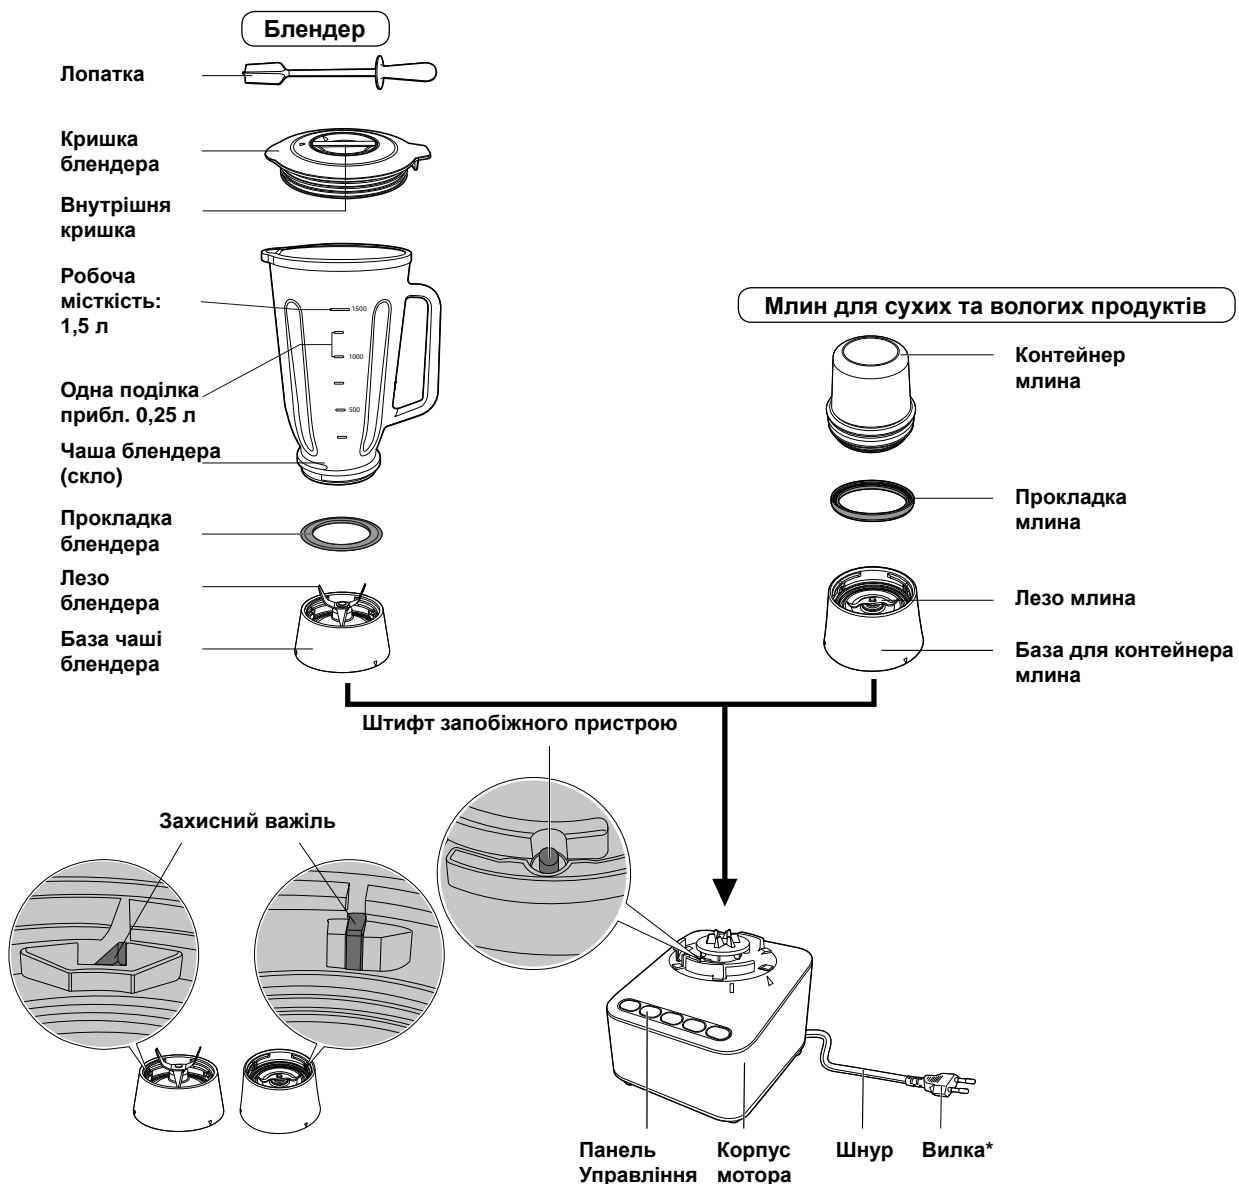 Блендер
Лопатка
Кришка
блендера
Внутрішня
кришка
Робоча
місткість:
1,5 л
1500
1000
Одна поділка
прибл. 0,25 л
500
Чаша блендера
(скло)
Прокладка
блендера
Лезо
блендера
База чаші
блендера
Млин для сухих та вологих продуктів
Контейнер
млина
Прокладка
млина
Лезо млина
База для контейнера
млина
Штифт запобіжного пристрою
Захисний важіль
Панель
Управління
Корпус
мотора
Шнур
Вилка*